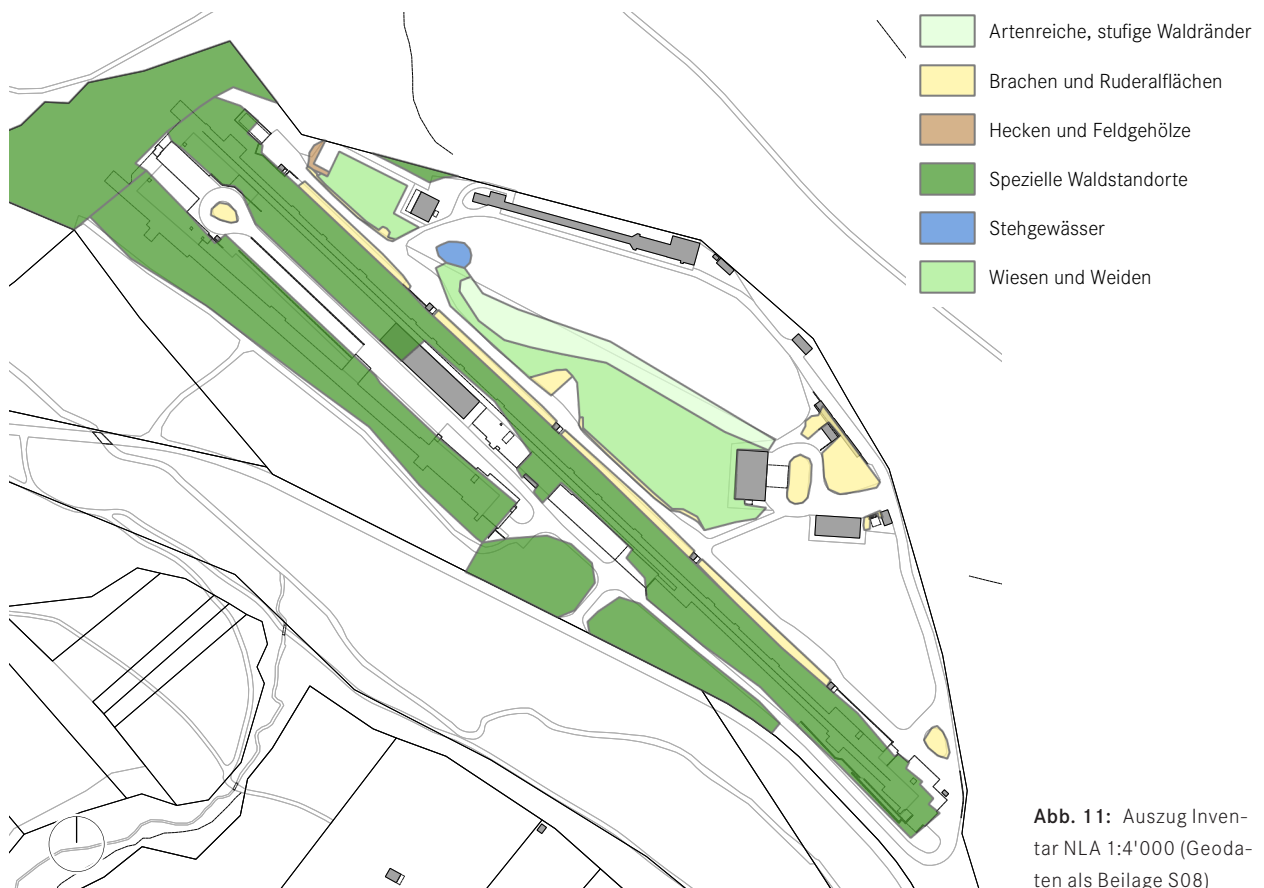 Artenreiche, stufige Waldränder
Brachen und Ruderalflächen
Hecken und Feldgehölze
Spezielle Waldstandorte
Stehgewässer
Wiesen und Weiden
Abb. 11: Auszug Inven-
tar NLA 1:4'000 (Geoda-
ten als Beilage S08)